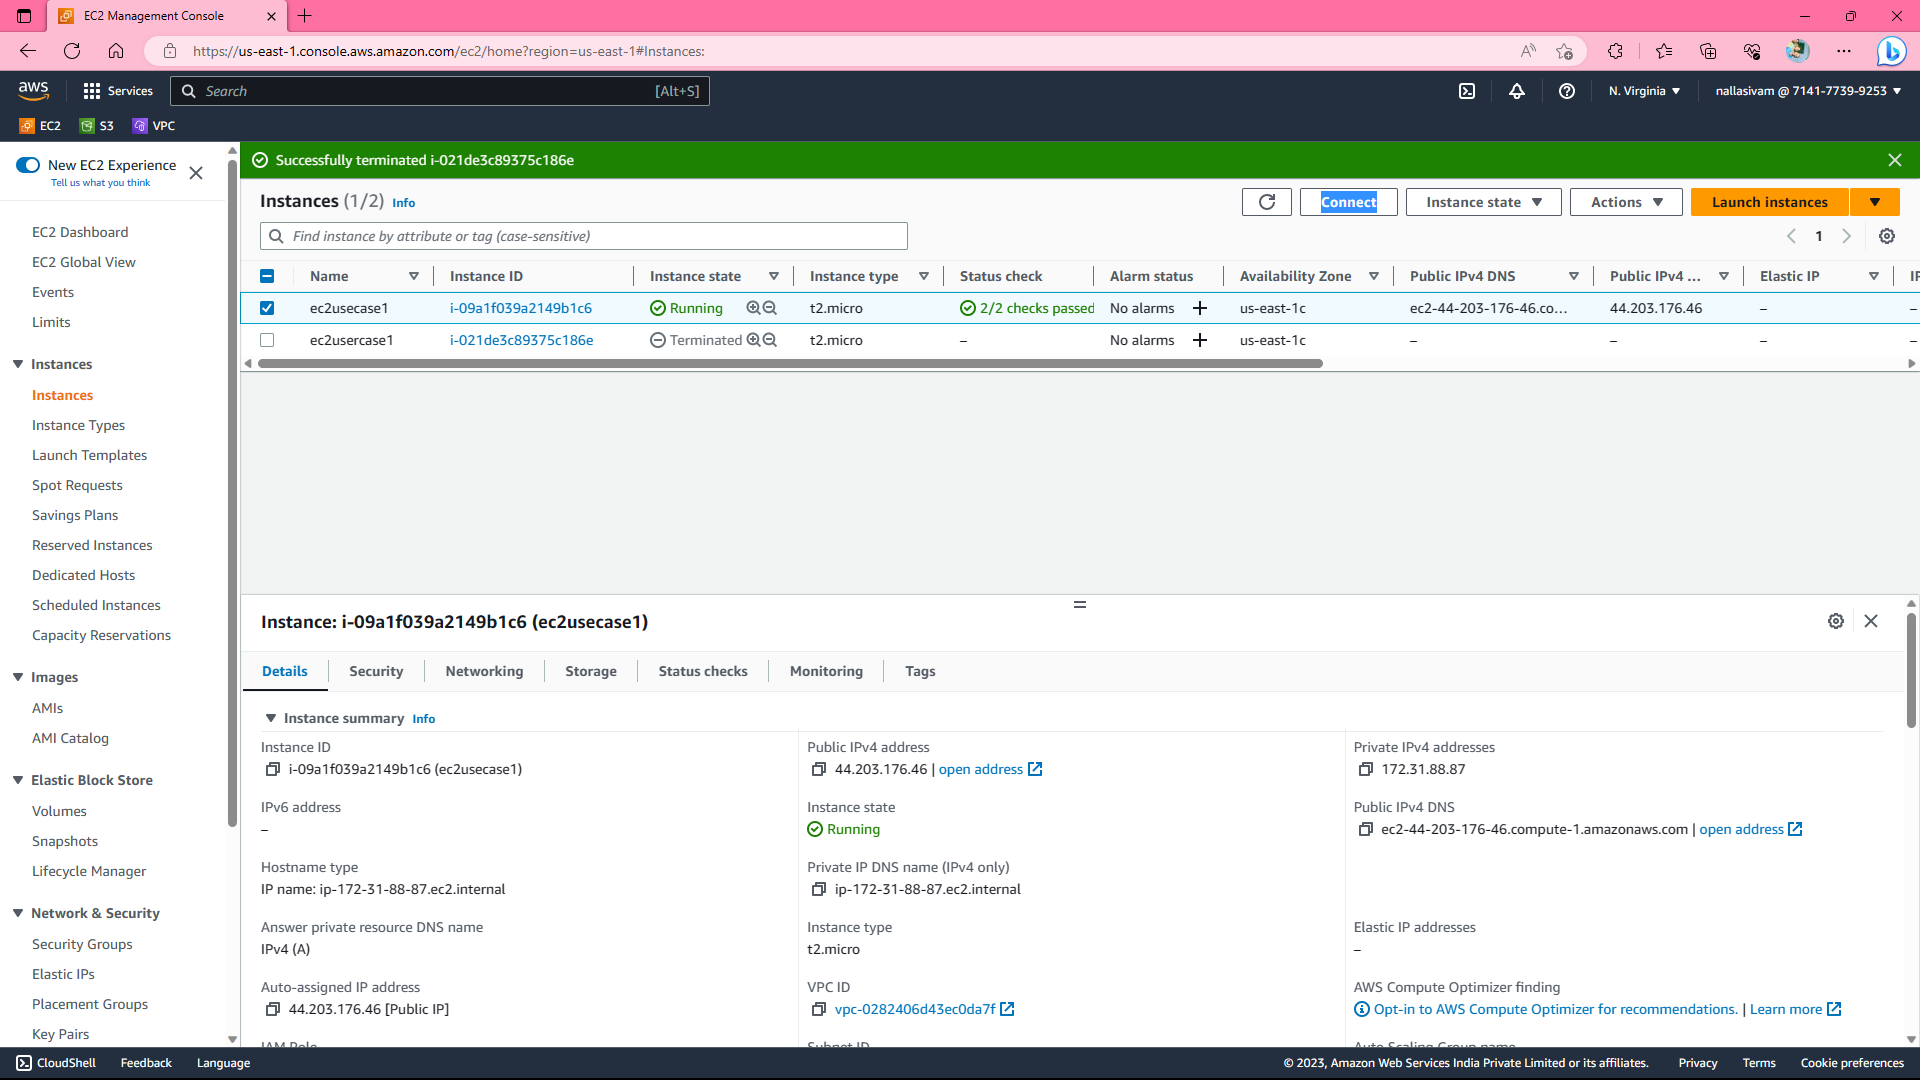 EC2 Management Console
https://us-east-1.console.aws.amazon.com/ec2/home?region=us-east-1#Instances:
aws
Services
Search
[Alt+S]
N. Virginia
nallasivam @ 7141-7739-9253
EC2
S3
VPC
New EC2 Experience
Tell us what you think
EC2 Dashboard
EC2 Global View
Events
Limits
Instances
Instances
Instance Types
Launch Templates
Spot Requests
Savings Plans
Reserved Instances
Dedicated Hosts
Scheduled Instances
Capacity Reservations
Images
AMIs
AMI Catalog
Elastic Block Store
Volumes
Snapshots
Lifecycle Manager
Network & Security
Security Groups
Elastic IPs
Placement Groups
Key Pairs
Successfully terminated i-021de3c89375c186e
Instances (1/2) Info
Connect
Instance state
Actions
Launch instances
Find instance by attribute or tag (case-sensitive)
1
Name Instance ID Instance state Instance type Status check Alarm status Availability Zone Public IPv4 DNS Public IPv4 ... Elastic IP
ec2usecase1 i-09a1f039a2149b1c6 Running t2.micro 2/2 checks passed No alarms + us-east-1c ec2-44-203-176-46.co... 44.203.176.46 – –
ec2usercase1 i-021de3c89375c186e Terminated t2.micro – No alarms + us-east-1c – – – –
Instance: i-09a1f039a2149b1c6 (ec2usecase1)
Details
Security
Networking
Storage
Status checks
Monitoring
Tags
Instance summary Info
Instance ID
i-09a1f039a2149b1c6 (ec2usecase1)
Public IPv4 address
44.203.176.46 | open address
Private IPv4 addresses
172.31.88.87
IPv6 address
–
Instance state
Running
Public IPv4 DNS
ec2-44-203-176-46.compute-1.amazonaws.com | open address
Hostname type
IP name: ip-172-31-88-87.ec2.internal
Private IP DNS name (IPv4 only)
ip-172-31-88-87.ec2.internal
Answer private resource DNS name
IPv4 (A)
Instance type
t2.micro
Elastic IP addresses
–
Auto-assigned IP address
44.203.176.46 [Public IP]
VPC ID
vpc-0282406d43ec0da7f
AWS Compute Optimizer finding
Opt-in to AWS Compute Optimizer for recommendations. | Learn more
IAM Role
Subnet ID
Auto Scaling Group name
CloudShell
Feedback
Language
© 2023, Amazon Web Services India Private Limited or its affiliates.
Privacy
Terms
Cookie preferences